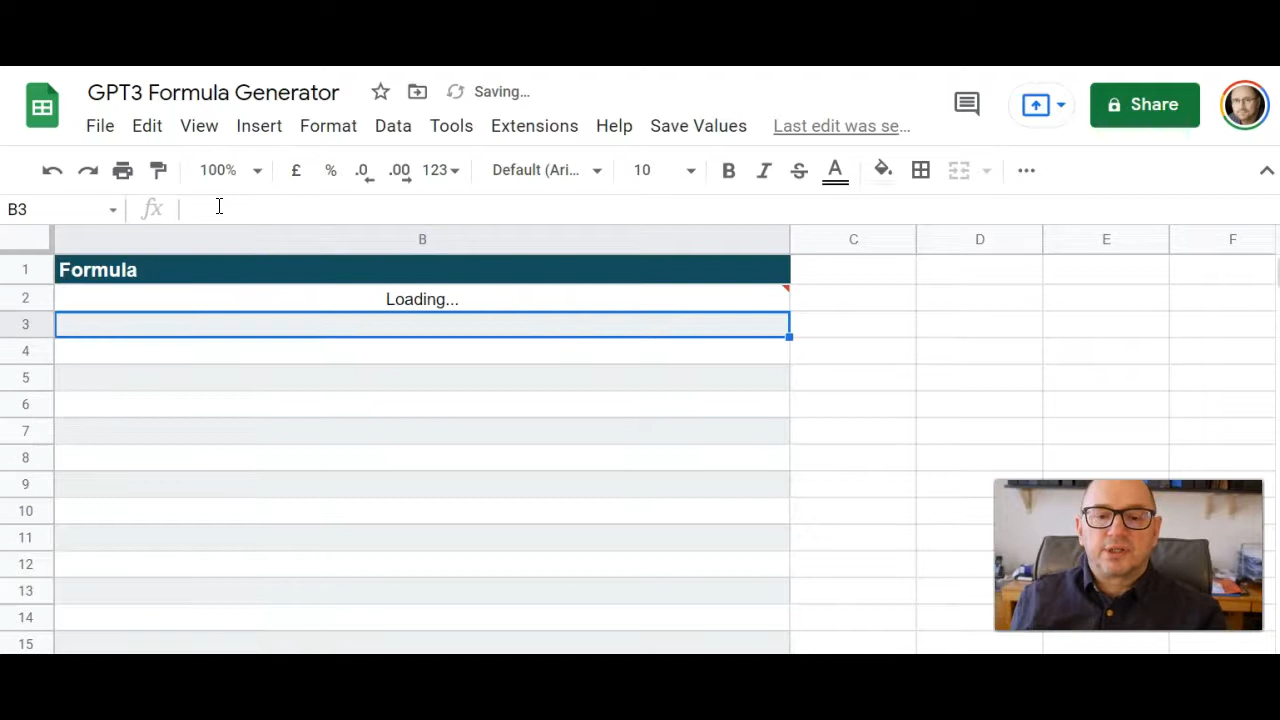 GPT3 Formula Generator
Saving…
File Edit View Insert Format Data Tools Extensions Help Save Values Last edit was se…
Share
100% £ % .0 .00 123 Default (Ari... 10 B I S A
B3 fx
B C D E F
1 Formula
2 Loading...
3
4
5
6
7
8
9
10
11
12
13
14
15